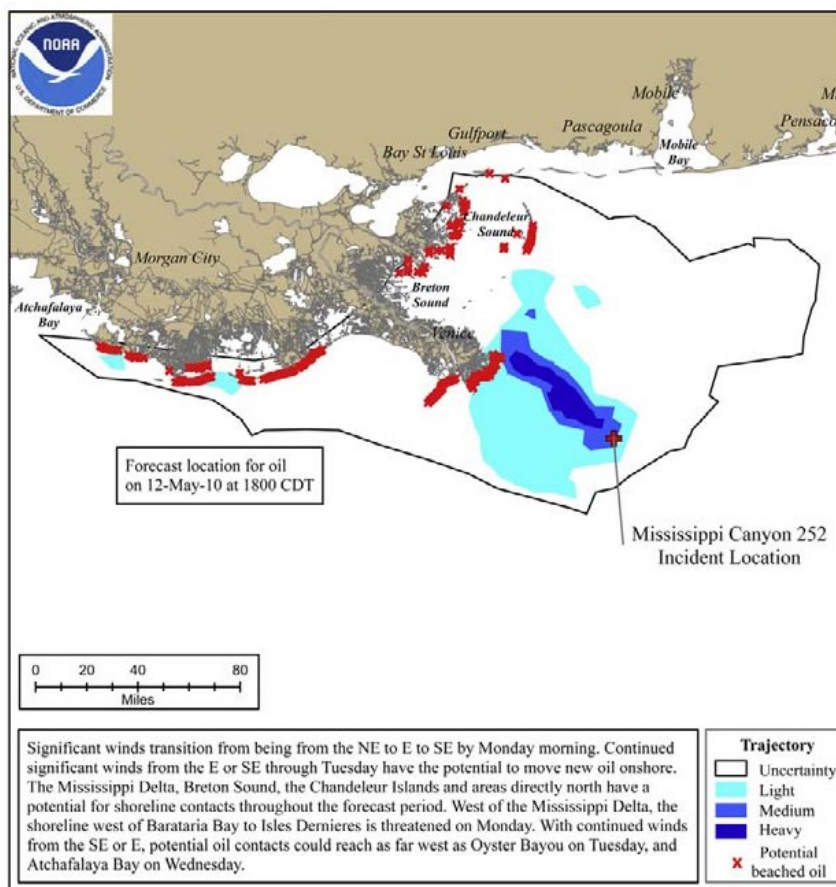 NATIONAL OCEANIC AND ATMOSPHERIC ADMINISTRATION
NOAA
U.S. DEPARTMENT OF COMMERCE
Mobile
Gulfport
Pascagoula
Pensaco
Bay St Louis
Mobile
Bay
Chandeleur
Sound
Morgan City
Breton
Sound
Atchafalaya
Bay
Venice
Forecast location for oil
on 12-May-10 at 1800 CDT
Mississippi Canyon 252
Incident Location
0 20 40 80
Miles
Significant winds transition from being from the NE to E to SE by Monday morning. Continued
significant winds from the E or SE through Tuesday have the potential to move new oil onshore.
The Mississippi Delta, Breton Sound, the Chandeleur Islands and areas directly north have a
potential for shoreline contacts throughout the forecast period. West of the Mississippi Delta, the
shoreline west of Barataria Bay to Isles Dernieres is threatened on Monday. With continued winds
from the SE or E, potential oil contacts could reach as far west as Oyster Bayou on Tuesday, and
Atchafalaya Bay on Wednesday.
Trajectory
Uncertainty
Light
Medium
Heavy
Potential
beached oil